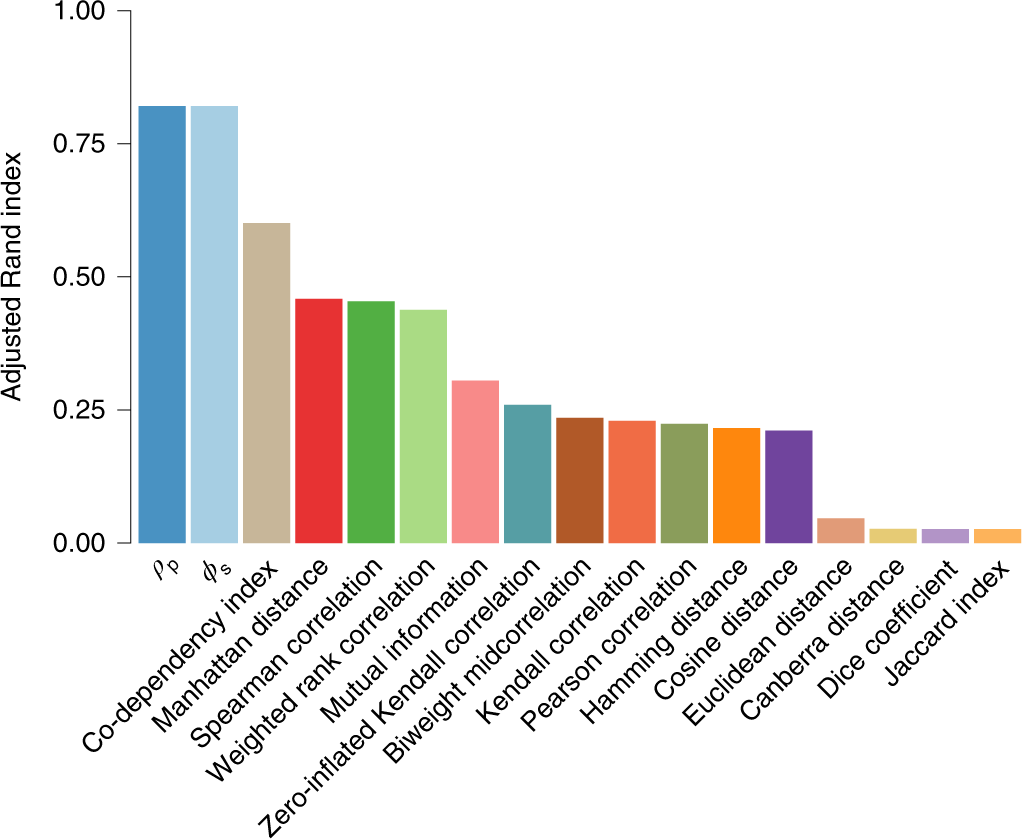 Adjusted Rand index
1.00
0.75
0.50
0.25
0.00
ρp
ϕs
Co-dependency index
Manhattan distance
Spearman correlation
Weighted rank correlation
Mutual information
Zero-inflated Kendall correlation
Biweight midcorrelation
Kendall correlation
Pearson correlation
Hamming distance
Cosine distance
Euclidean distance
Canberra distance
Dice coefficient
Jaccard index